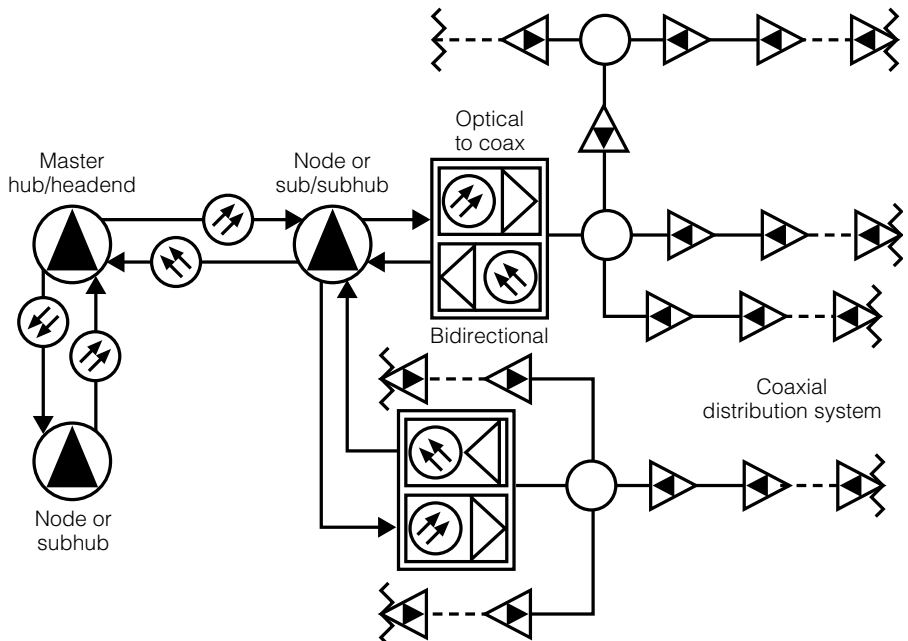 Optical
to coax
Master
hub/headend
Node or
sub/subhub
Bidirectional
Coaxial
distribution system
Node or
subhub